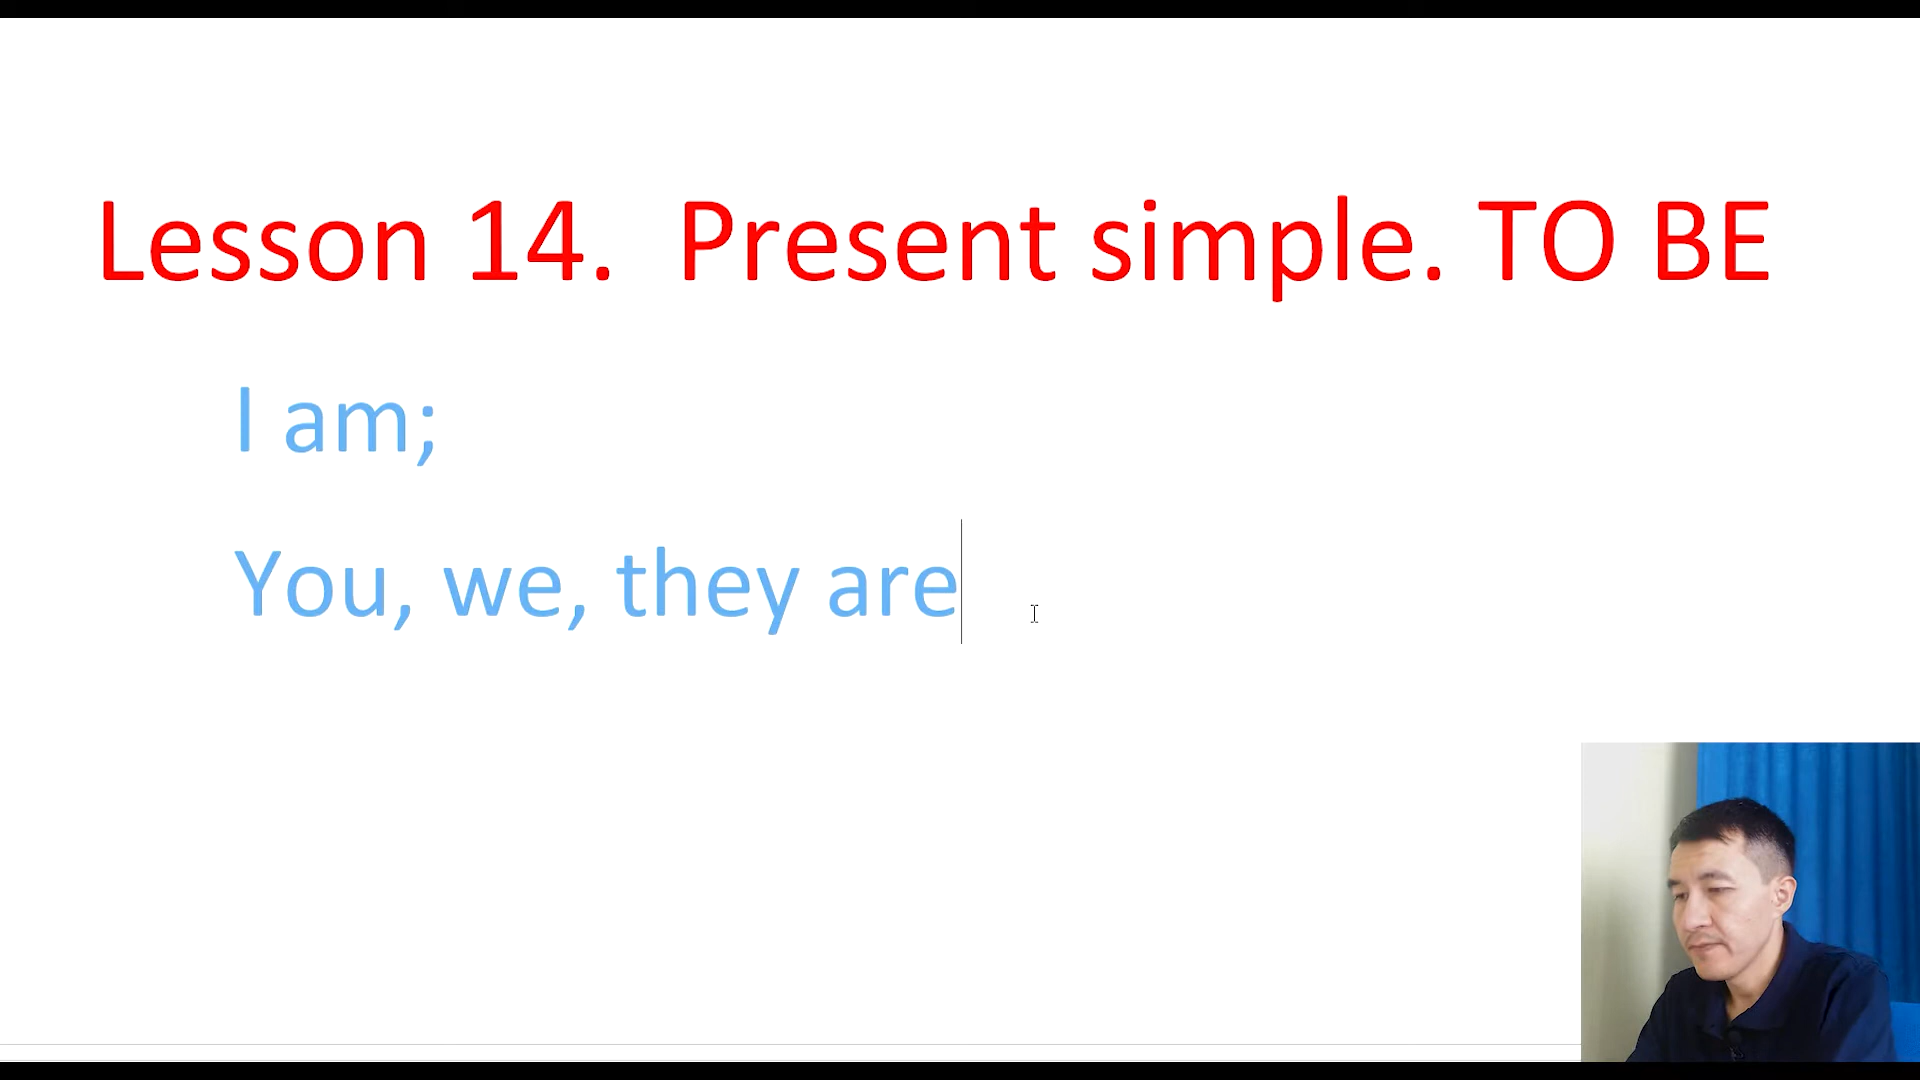 Lesson 14.  Present simple. TO BE
I am;
You, we, they are